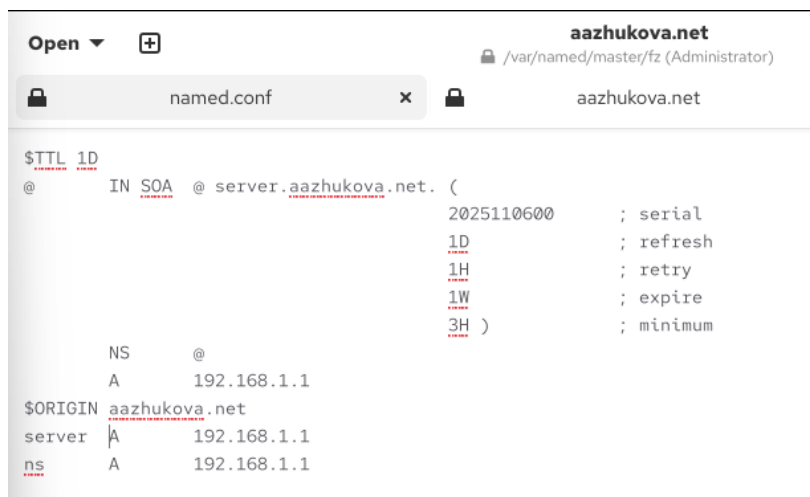 Open
aazhukova.net
/var/named/master/fz (Administrator)
named.conf
aazhukova.net
$TTL 1D
@ IN SOA @ server.aazhukova.net. (
2025110600 ; serial
1D ; refresh
1H ; retry
1W ; expire
3H ) ; minimum
NS @
A 192.168.1.1
$ORIGIN aazhukova.net
server A 192.168.1.1
ns A 192.168.1.1